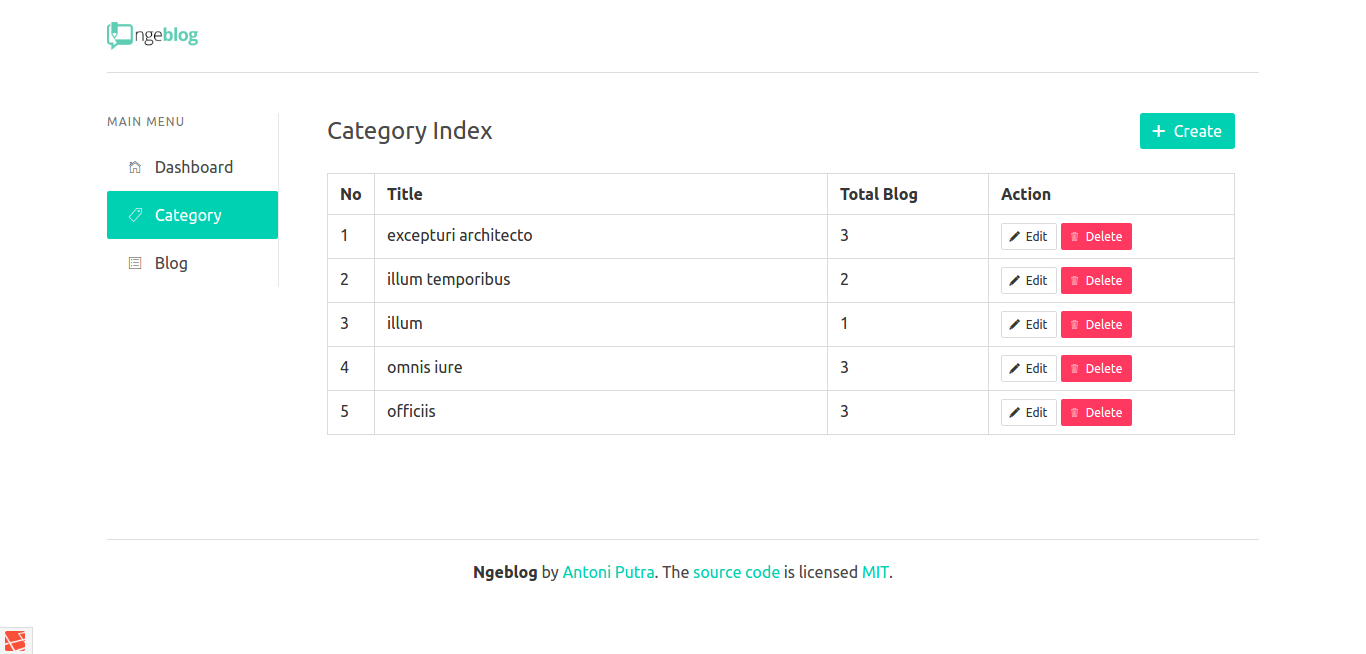 ngeblog
MAIN MENU
Dashboard
Category
Blog
Category Index
+ Create
No Title Total Blog Action
1 excepturi architecto 3 Edit Delete
2 illum temporibus 2 Edit Delete
3 illum 1 Edit Delete
4 omnis iure 3 Edit Delete
5 officiis 3 Edit Delete
Ngeblog by Antoni Putra. The source code is licensed MIT.